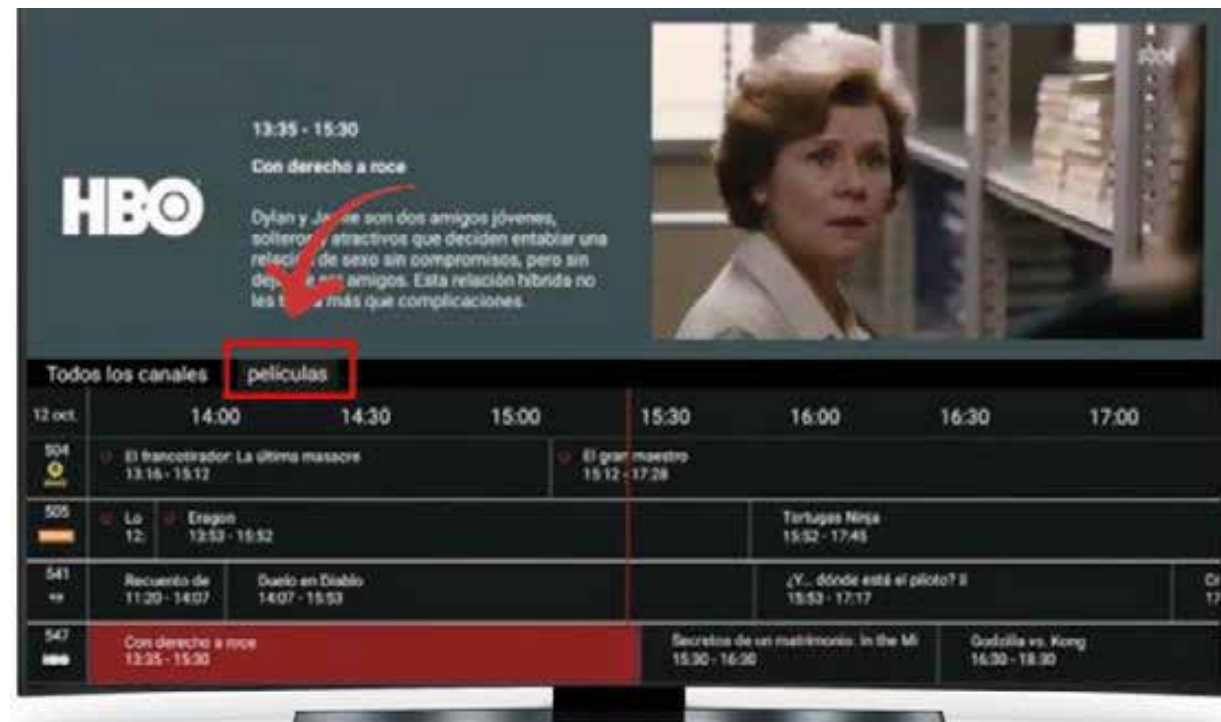 13:35 - 15:30
Con derecho a roce
HBO
Dylan y son dos amigos jóvenes,
solteros y atractivos que deciden entablar una
relación de sexo sin compromisos, pero sin
amigos. Esta relación híbrida no
les más que complicaciones.
Todos los canales películas
12 oct. 14:00 14:30 15:00 15:30 16:00 16:30 17:00
504 El francotirador: La última masacre El gran maestro
13:16 - 15:12 15:12 - 17:28
505 Lo Eragon Tortugas Ninja
12: 13:53 - 15:52 15:52 - 17:45
541 Recuento de Duelo en Diablo ¿Y... dónde está el piloto? II
11:20 - 14:07 14:07 - 15:53 15:53 - 17:17 17
547 Con derecho a roce Secretos de un matrimonio: In the Mi Godzilla vs. Kong
HBO 13:35 - 15:30 15:30 - 16:30 16:30 - 18:30